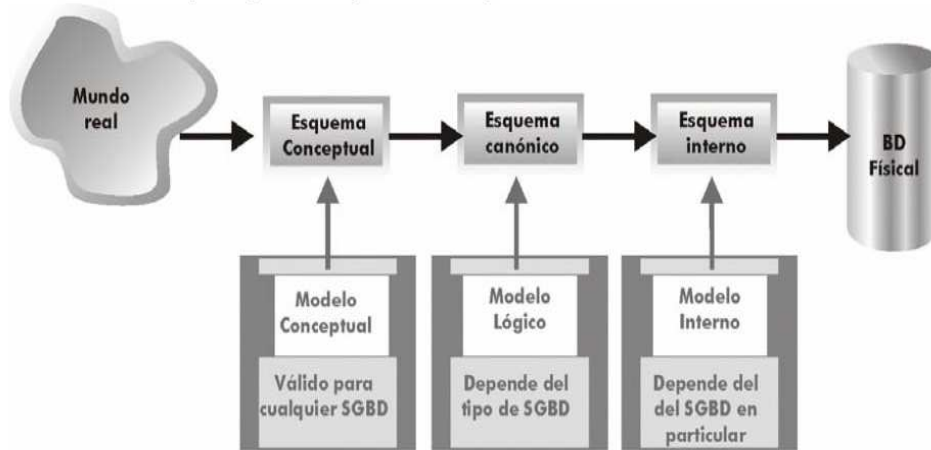 Mundo
real
Esquema
Conceptual
Esquema
canónico
Esquema
interno
BD
Físical
Modelo
Conceptual
Válido para
cualquier SGBD
Modelo
Lógico
Depende del
tipo de SGBD
Modelo
Interno
Depende del
del SGBD en
particular